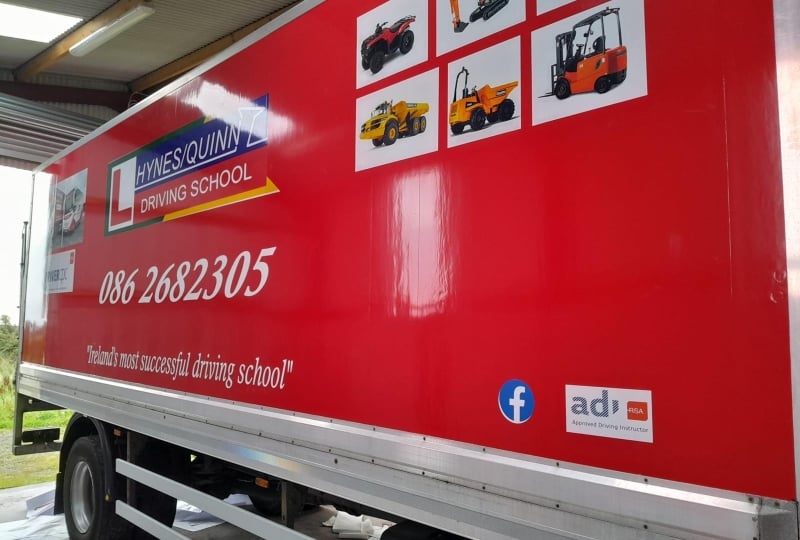 HYNES/QUINN
L
DRIVING SCHOOL
086 2682305
"Ireland's most successful driving school"
f
adi
RSA
Approved Driving Instructor